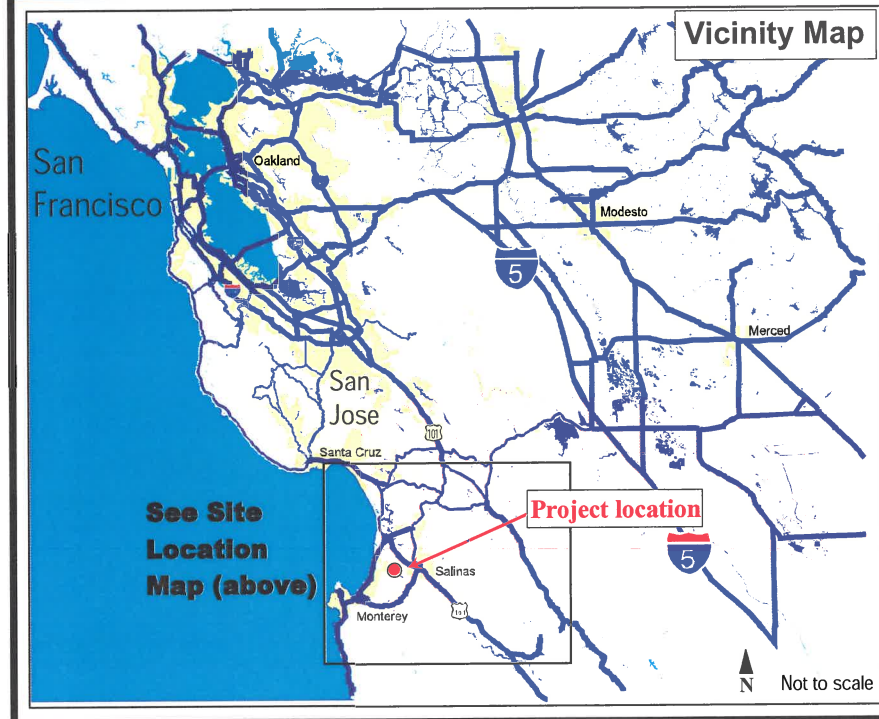 Vicinity Map
San
Francisco
Oakland
Modesto
5
Merced
San
Jose
101
Santa Cruz
See Site
Location
Map (above)
Project location
5
Salinas
101
Monterey
N
Not to scale